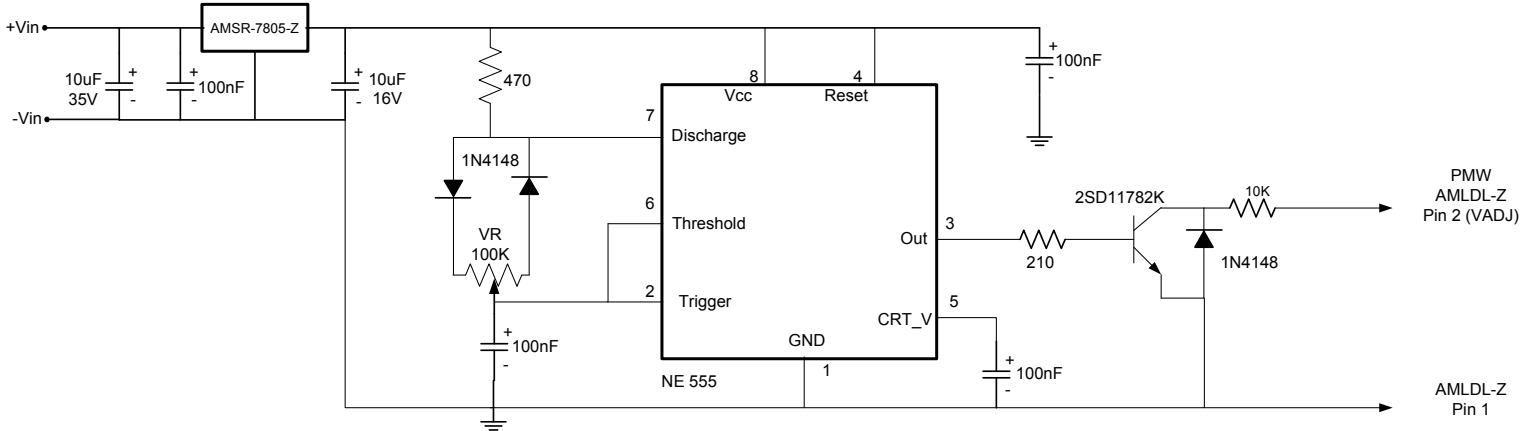 +Vin
AMSR-7805-Z
-Vin
10uF
35V
+
-
+
100nF
-
+
10uF
16V
-
470
1N4148
VR
100K
+
100nF
-
7
Discharge
6
Threshold
2
Trigger
8
Vcc
4
Reset
Out
3
CRT_V
5
GND
1
NE 555
+
100nF
-
+
100nF
-
210
2SD11782K
10K
1N4148
PMW
AMLDL-Z
Pin 2 (VADJ)
AMLDL-Z
Pin 1